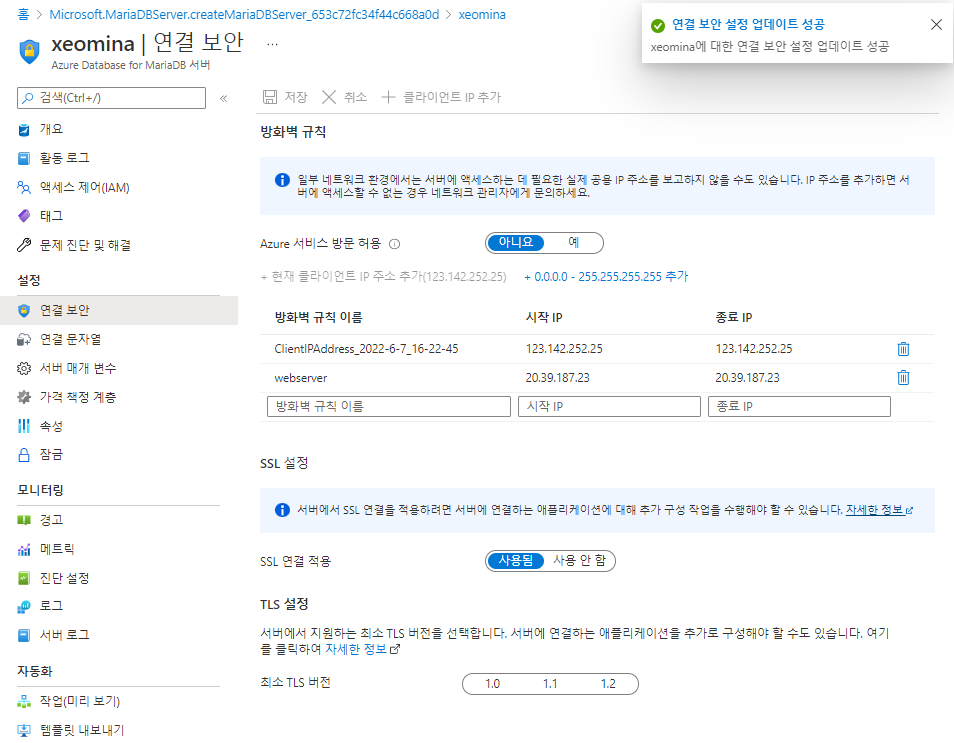 홈 > Microsoft.MariaDBServer.createMariaDBServer_653c72fc34f44c668a0d > xeomina
연결 보안 설정 업데이트 성공
xeomina에 대한 연결 보안 설정 업데이트 성공
xeomina | 연결 보안 ...
Azure Database for MariaDB 서버
검색(Ctrl+/)
«
개요
활동 로그
액세스 제어(IAM)
태그
문제 진단 및 해결
설정
연결 보안
연결 문자열
서버 매개 변수
가격 책정 계층
속성
잠금
모니터링
경고
메트릭
진단 설정
로그
서버 로그
자동화
작업(미리 보기)
템플릿 내보내기
저장 취소 클라이언트 IP 추가
방화벽 규칙
일부 네트워크 환경에서는 서버에 액세스하는 데 필요한 실제 공용 IP 주소를 보고하지 않을 수도 있습니다. IP 주소를 추가하면 서
버에 액세스할 수 없는 경우 네트워크 관리자에게 문의하세요.
Azure 서비스 방문 허용 아니요 예
+ 현재 클라이언트 IP 주소 추가(123.142.252.25) + 0.0.0.0 - 255.255.255.255 추가
방화벽 규칙 이름 시작 IP 종료 IP
ClientIPAddress_2022-6-7_16-22-45 123.142.252.25 123.142.252.25
webserver 20.39.187.23 20.39.187.23
방화벽 규칙 이름 시작 IP 종료 IP
SSL 설정
서버에서 SSL 연결을 적용하려면 서버에 연결하는 애플리케이션에 대해 추가 구성 작업을 수행해야 할 수 있습니다. 자세한 정보
SSL 연결 적용 사용됨 사용 안 함
TLS 설정
서버에서 지원하는 최소 TLS 버전을 선택합니다. 서버에 연결하는 애플리케이션을 추가로 구성해야 할 수도 있습니다. 여기
를 클릭하여 자세한 정보
최소 TLS 버전 1.0 1.1 1.2